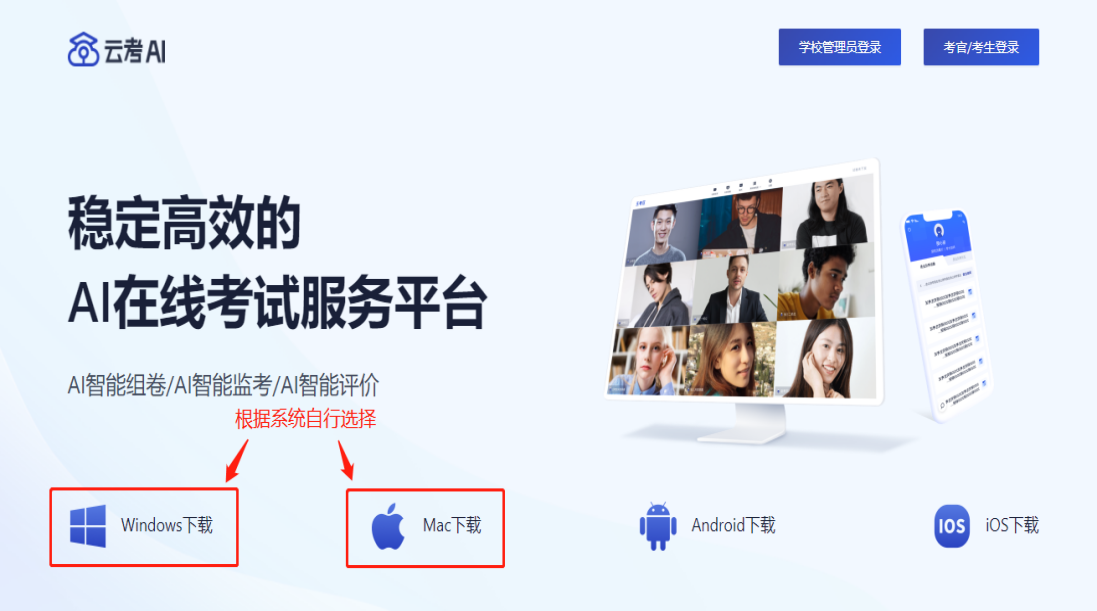 云考AI
学校管理员登录
考官/考生登录
稳定高效的
AI在线考试服务平台
AI智能组卷/AI智能监考/AI智能评价
根据系统自行选择
Windows下载
Mac下载
Android下载
IOS
iOS下载